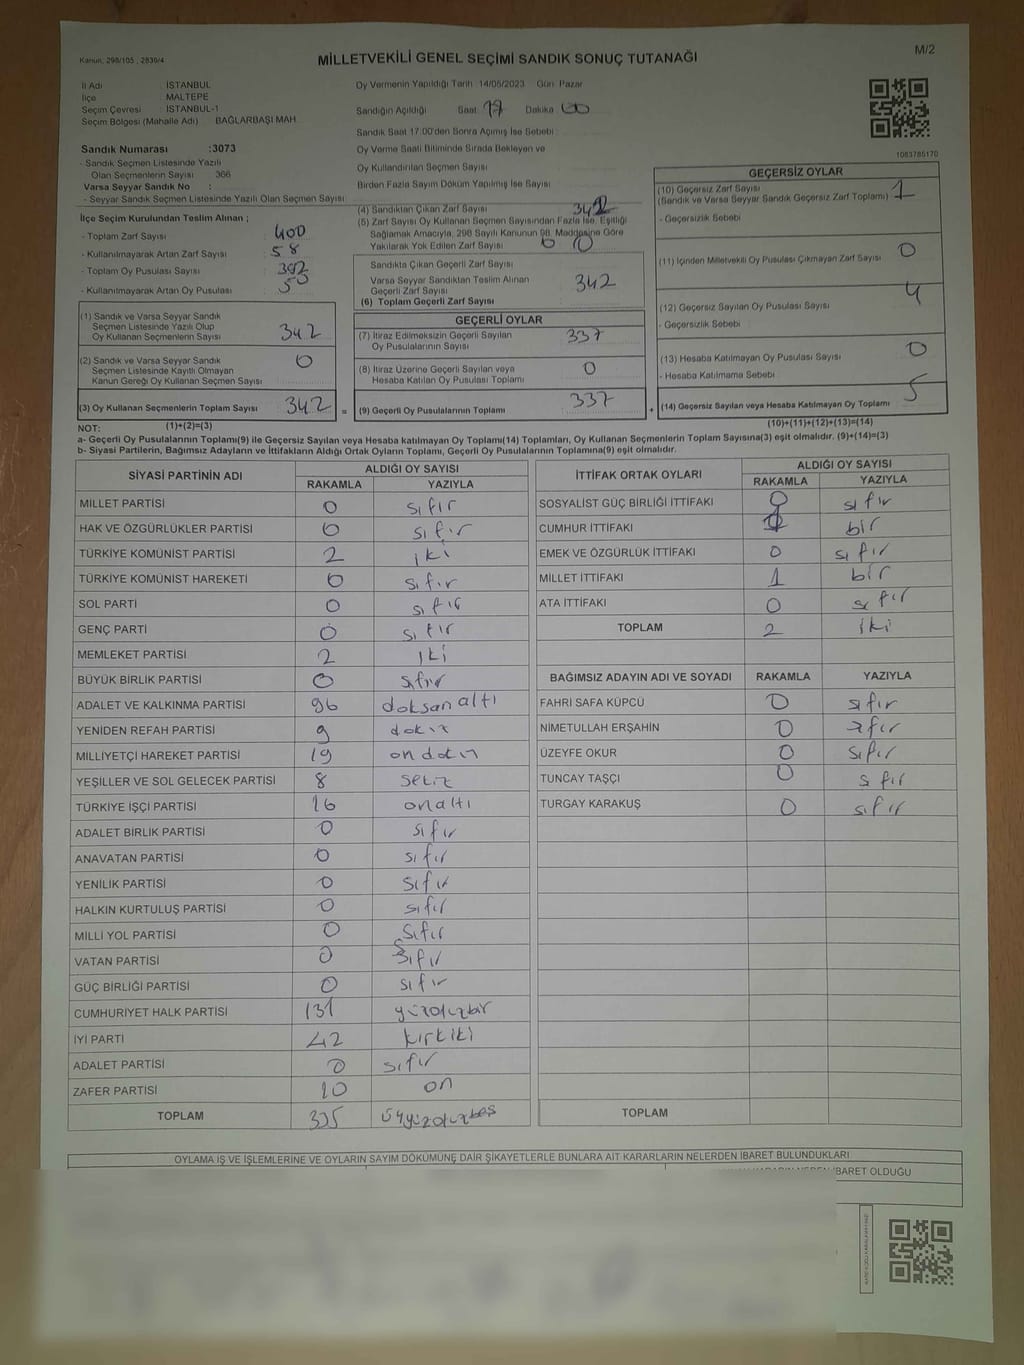 Kanun, 298/105 , 2839/4
MİLLETVEKİLİ GENEL SEÇİMİ SANDIK SONUÇ TUTANAĞI
M/2
İl Adı : İSTANBUL
İlçe : MALTEPE
Seçim Çevresi : İSTANBUL-1
Seçim Bölgesi (Mahalle Adı) BAĞLARBAŞI MAH.
Sandık Numarası :3073
- Sandık Seçmen Listesinde Yazılı
Olan Seçmenlerin Sayısı : 366
Varsa Seyyar Sandık No :
- Seyyar Sandık Seçmen Listesinde Yazılı Olan Seçmen Sayısı
Oy Vermenin Yapıldığı Tarih 14/05/2023 Gün Pazar
Sandığın Açıldığı Saat 17 Dakika 00
Sandık Saat 17:00'den Sonra Açılmış İse Sebebi :
Oy Verme Saati Bitiminde Sırada Bekleyen ve
Oy Kullandırılan Seçmen Sayısı
Birden Fazla Sayım Döküm Yapılmış İse Sayısı
1083785170
İlçe Seçim Kurulundan Teslim Alınan ;
- Toplam Zarf Sayısı : 400
- Kullanılmayarak Artan Zarf Sayısı : 58
- Toplam Oy Pusulası Sayısı : 392
- Kullanılmayarak Artan Oy Pusulası : 50
(4) Sandıktan Çıkan Zarf Sayısı 342
(5) Zarf Sayısı Oy Kullanan Seçmen Sayısından Fazla İse, Eşitliği
Sağlamak Amacıyla, 298 Sayılı Kanunun 98. Maddesine Göre
Yakılarak Yok Edilen Zarf Sayısı 0
Sandıkta Çıkan Geçerli Zarf Sayısı
Varsa Seyyar Sandıktan Teslim Alınan
Geçerli Zarf Sayısı
(6) Toplam Geçerli Zarf Sayısı 342
GEÇERSİZ OYLAR
(10) Geçersiz Zarf Sayısı
(Sandık ve Varsa Seyyar Sandık Geçersiz Zarf Toplamı) 1
- Geçersizlik Sebebi
(11) İçinden Milletvekili Oy Pusulası Çıkmayan Zarf Sayısı 0
(12) Geçersiz Sayılan Oy Pusulası Sayısı 4
- Geçersizlik Sebebi
(13) Hesaba Katılmayan Oy Pusulası Sayısı 0
- Hesaba Katılmama Sebebi
(14) Geçersiz Sayılan veya Hesaba Katılmayan Oy Toplamı 5
(10)+(11)+(12)+(13)=(14)
(1) Sandık ve Varsa Seyyar Sandık
Seçmen Listesinde Yazılı Olup
Oy Kullanan Seçmenlerin Sayısı 342
(2) Sandık ve Varsa Seyyar Sandık
Seçmen Listesinde Kayıtlı Olmayan
Kanun Gereği Oy Kullanan Seçmen Sayısı 0
(3) Oy Kullanan Seçmenlerin Toplam Sayısı 342 =
GEÇERLİ OYLAR
(7) İtiraz Edilmeksizin Geçerli Sayılan
Oy Pusulalarının Sayısı 337
(8) İtiraz Üzerine Geçerli Sayılan veya
Hesaba Katılan Oy Pusulası Toplamı 0
(9) Geçerli Oy Pusulalarının Toplamı 337 +
NOT: (1)+(2)=(3)
a- Geçerli Oy Pusulalarının Toplamı(9) ile Geçersiz Sayılan veya Hesaba katılmayan Oy Toplamı(14) Toplamları, Oy Kullanan Seçmenlerin Toplam Sayısına(3) eşit olmalıdır. (9)+(14)=(3)
b- Siyasi Partilerin, Bağımsız Adayların ve İttifakların Aldığı Ortak Oyların Toplamı, Geçerli Oy Pusulalarının Toplamına(9) eşit olmalıdır.
SİYASİ PARTİNİN ADI ALDIĞI OY SAYISI
RAKAMLA YAZIYLA
MİLLET PARTİSİ 0 sıfır
HAK VE ÖZGÜRLÜKLER PARTİSİ 0 sıfır
TÜRKİYE KOMÜNİST PARTİSİ 2 iki
TÜRKİYE KOMÜNİST HAREKETİ 0 sıfır
SOL PARTİ 0 sıfır
GENÇ PARTİ 0 sıfır
MEMLEKET PARTİSİ 2 iki
BÜYÜK BİRLİK PARTİSİ 0 sıfır
ADALET VE KALKINMA PARTİSİ 96 doksan altı
YENİDEN REFAH PARTİSİ 9 dokuz
MİLLİYETÇİ HAREKET PARTİSİ 19 on dokuz
YEŞİLLER VE SOL GELECEK PARTİSİ 8 sekiz
TÜRKİYE İŞÇİ PARTİSİ 16 onaltı
ADALET BİRLİK PARTİSİ 0 sıfır
ANAVATAN PARTİSİ 0 sıfır
YENİLİK PARTİSİ 0 sıfır
HALKIN KURTULUŞ PARTİSİ 0 sıfır
MİLLİ YOL PARTİSİ 0 sıfır
VATAN PARTİSİ 0 sıfır
GÜÇ BİRLİĞİ PARTİSİ 0 sıfır
CUMHURİYET HALK PARTİSİ 131 yüzotuzbir
İYİ PARTİ 42 kırkiki
ADALET PARTİSİ 0 sıfır
ZAFER PARTİSİ 10 on
TOPLAM 335 üçyüzotuzbeş
İTTİFAK ORTAK OYLARI ALDIĞI OY SAYISI
RAKAMLA YAZIYLA
SOSYALİST GÜÇ BİRLİĞİ İTTİFAKI 0 sıfır
CUMHUR İTTİFAKI 1 bir
EMEK VE ÖZGÜRLÜK İTTİFAKI 0 sıfır
MİLLET İTTİFAKI 1 bir
ATA İTTİFAKI 0 sıfır
TOPLAM 2 iki
BAĞIMSIZ ADAYIN ADI VE SOYADI RAKAMLA YAZIYLA
FAHRİ SAFA KÜPCÜ 0 sıfır
NİMETULLAH ERŞAHİN 0 sıfır
ÜZEYFE OKUR 0 sıfır
TUNCAY TAŞÇI 0 sıfır
TURGAY KARAKUŞ 0 sıfır
TOPLAM
OYLAMA İŞ VE İŞLEMLERİNE VE OYLARIN SAYIM DÖKÜMÜNE DAİR ŞİKAYETLERLE BUNLARA AİT KARARLARIN NELERDEN İBARET BULUNDUKLARI
İBARET OLDUĞU